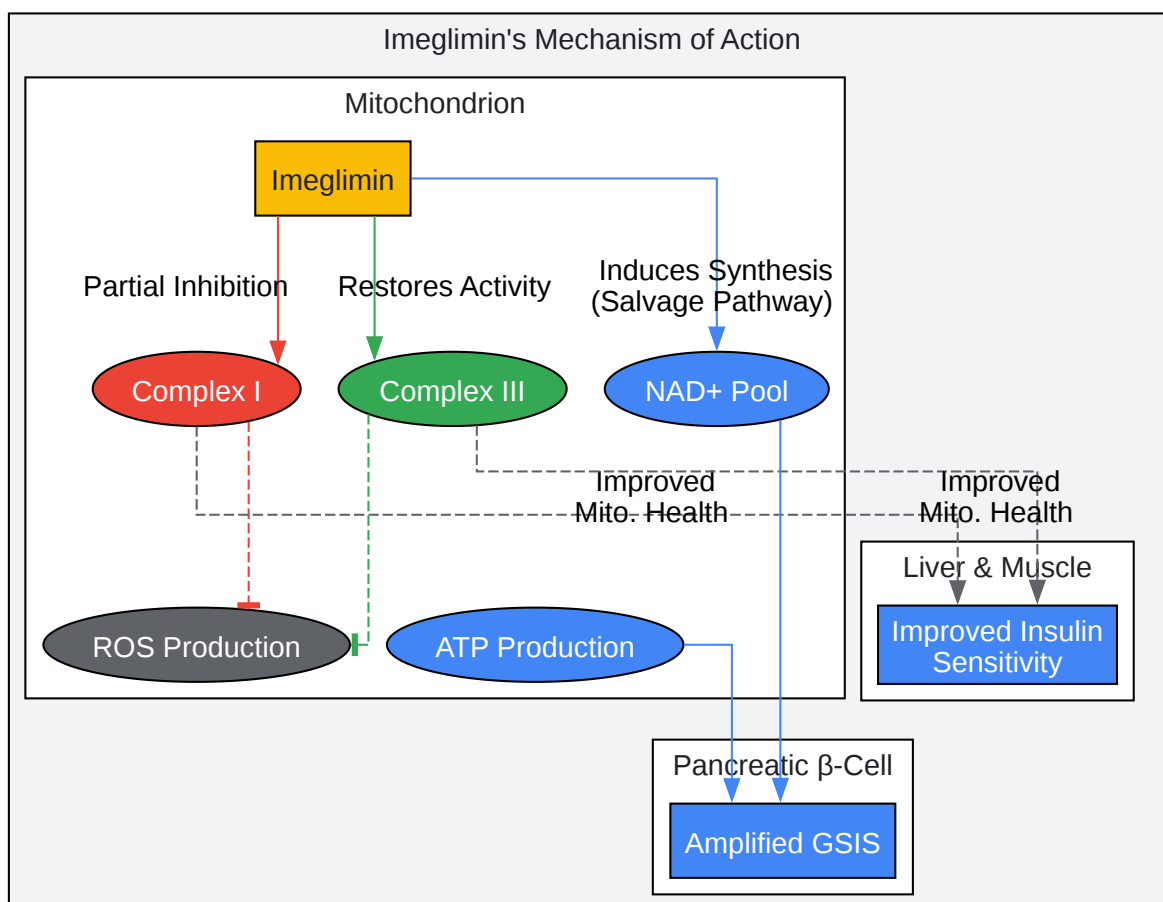 Imeglimin's Mechanism of Action
Mitochondrion
Imeglimin
Partial Inhibition
Restores Activity
Induces Synthesis
(Salvage Pathway)
Complex I
Complex III
NAD+ Pool
Improved
Mito. Health
Improved
Mito. Health
Liver & Muscle
Improved Insulin
Sensitivity
ROS Production
ATP Production
Pancreatic β-Cell
Amplified GSIS